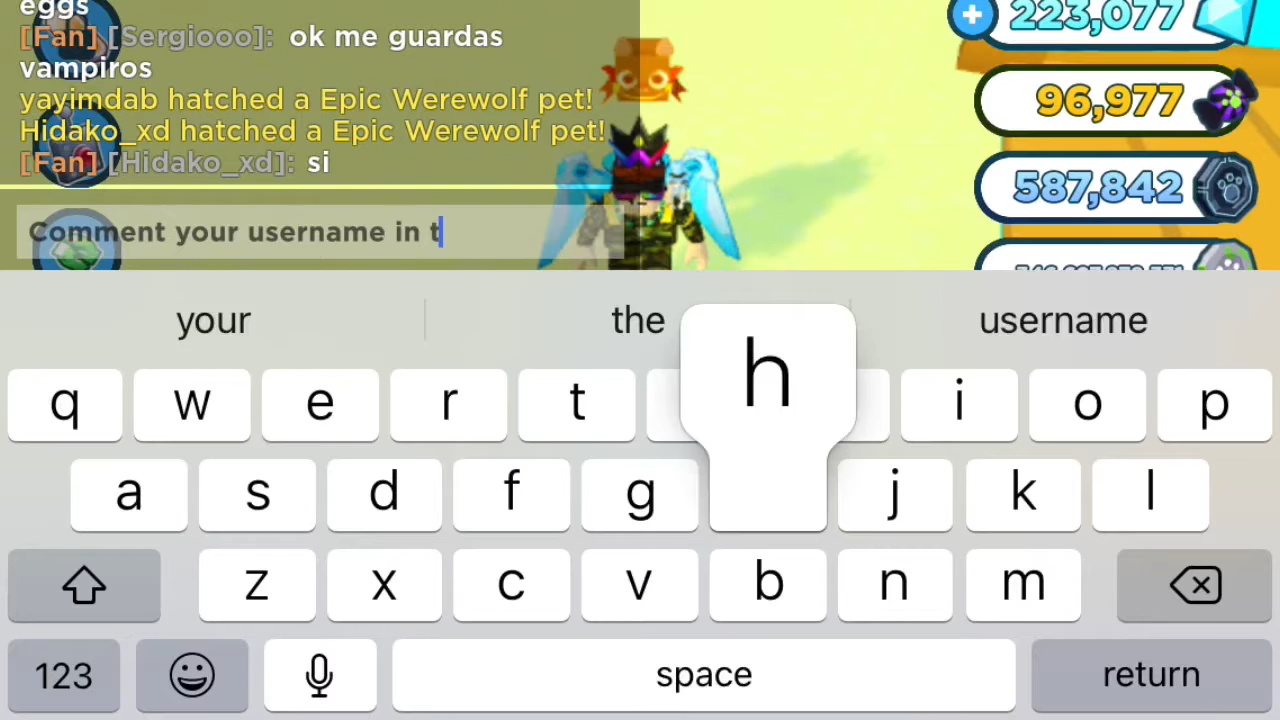 eggs
[Fan] [Sergiooo]: ok me guardas
vampiros
yayimdab hatched a Epic Werewolf pet!
Hidako_xd hatched a Epic Werewolf pet!
[Fan] [Hidako_xd]: si
Comment your username in t
223,077
96,977
587,842
your the username
h
q w e r t i o p
a s d f g j k l
z x c v b n m
123 space return